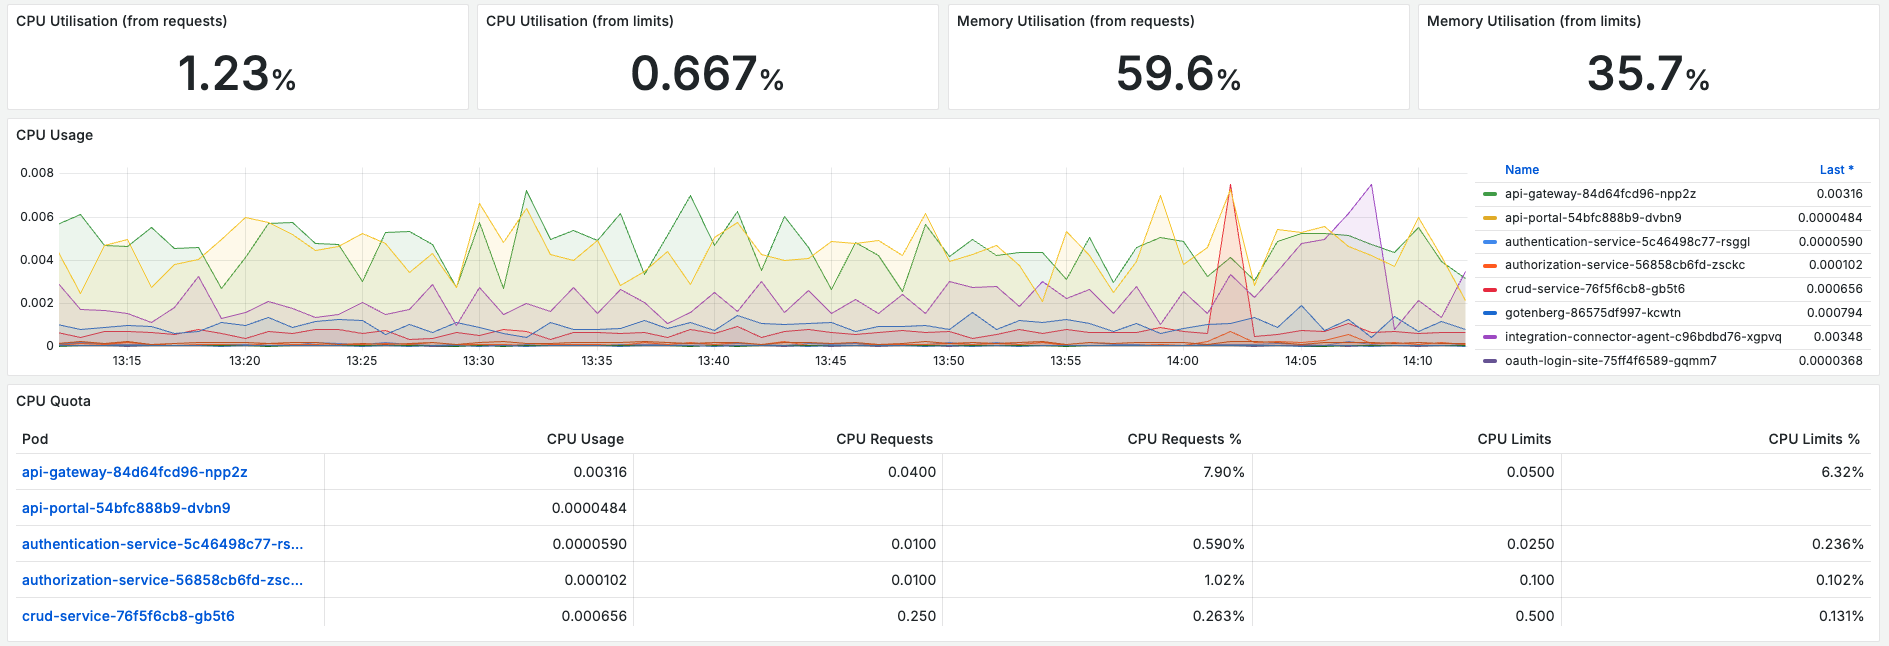 CPU Utilisation (from requests)
1.23%
CPU Utilisation (from limits)
0.667%
Memory Utilisation (from requests)
59.6%
Memory Utilisation (from limits)
35.7%
CPU Usage
0.008
0.006
0.004
0.002
0
13:15 13:20 13:25 13:30 13:35 13:40 13:45 13:50 13:55 14:00 14:05 14:10
Name Last *
api-gateway-84d64fcd96-npp2z 0.00316
api-portal-54bfc888b9-dvbn9 0.0000484
authentication-service-5c46498c77-rsggl 0.0000590
authorization-service-56858cb6fd-zsckc 0.000102
crud-service-76f5f6cb8-gb5t6 0.000656
gotenberg-86575df997-kcwtn 0.000794
integration-connector-agent-c96bdbd76-xgpvq 0.00348
oauth-login-site-75ff4f6589-gqmm7 0.0000368
CPU Quota
Pod CPU Usage CPU Requests CPU Requests % CPU Limits CPU Limits %
api-gateway-84d64fcd96-npp2z 0.00316 0.0400 7.90% 0.0500 6.32%
api-portal-54bfc888b9-dvbn9 0.0000484
authentication-service-5c46498c77-rs... 0.0000590 0.0100 0.590% 0.0250 0.236%
authorization-service-56858cb6fd-zsc... 0.000102 0.0100 1.02% 0.100 0.102%
crud-service-76f5f6cb8-gb5t6 0.000656 0.250 0.263% 0.500 0.131%